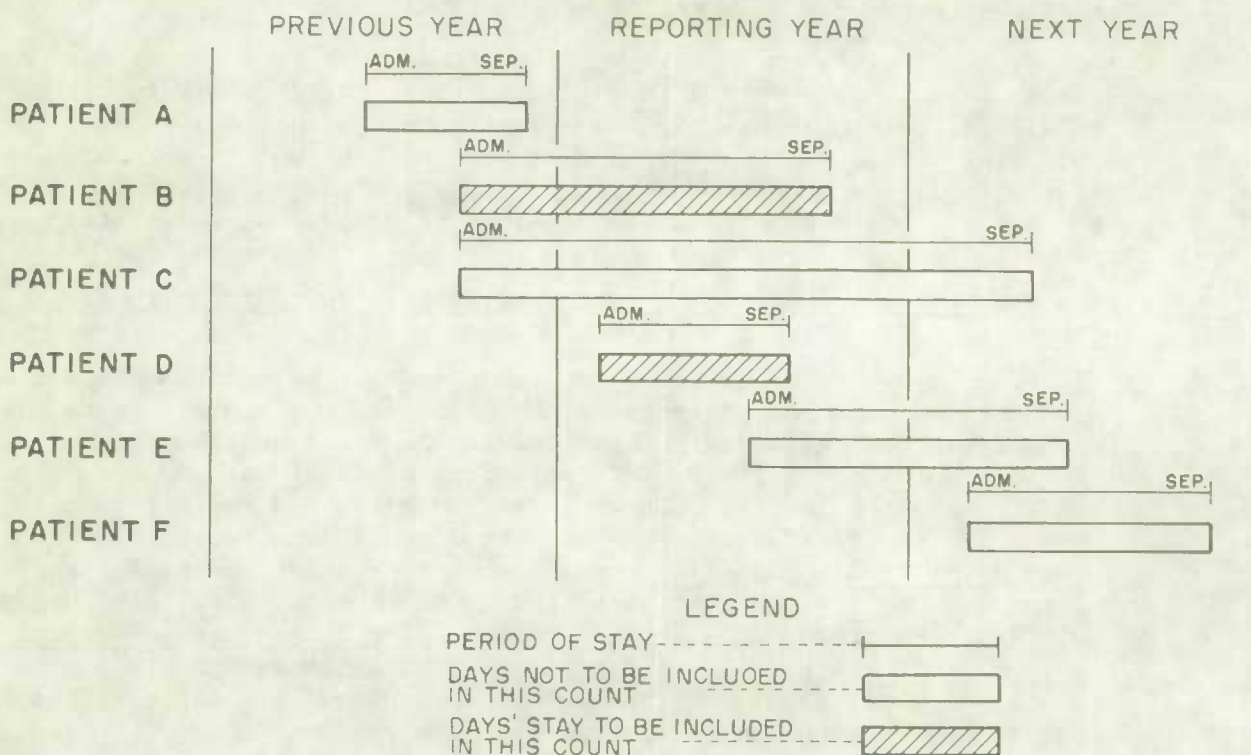 PREVIOUS YEAR REPORTING YEAR NEXT YEAR
ADM. SEP.
PATIENT A
ADM. SEP.
PATIENT B
ADM. SEP.
PATIENT C
ADM. SEP.
PATIENT D
ADM. SEP.
PATIENT E
ADM. SEP.
PATIENT F
LEGEND
PERIOD OF STAY
DAYS NOT TO BE INCLUOED
IN THIS COUNT
DAYS' STAY TO BE INCLUDED
IN THIS COUNT